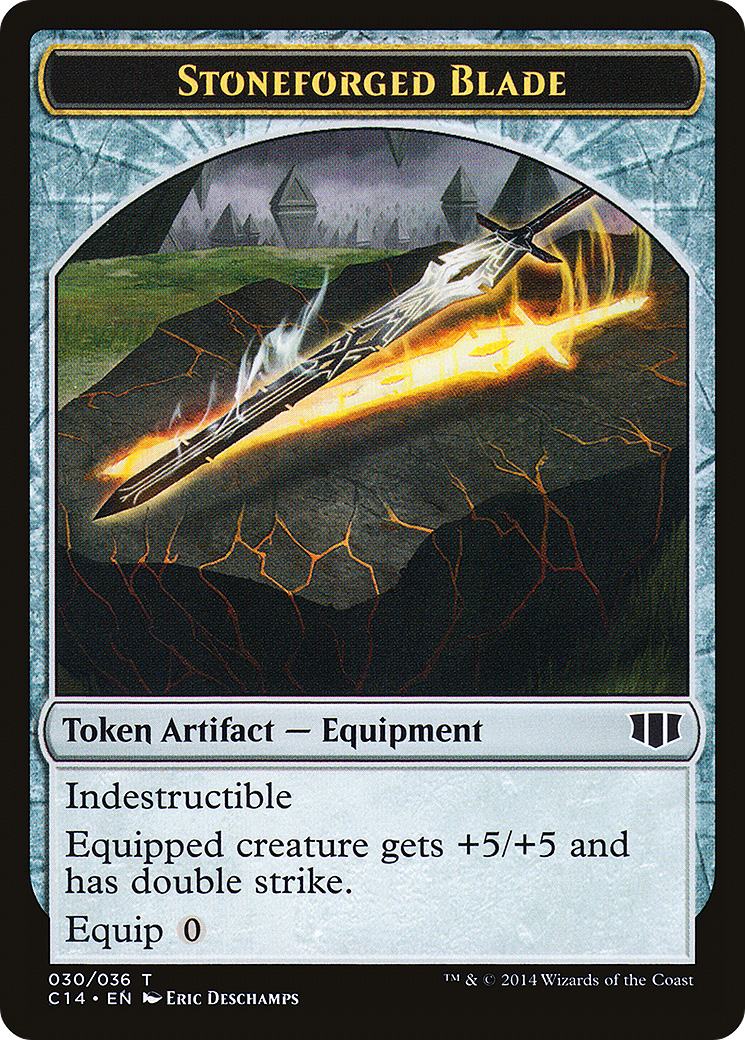 Stoneforged Blade
Token Artifact — Equipment
Indestructible
Equipped creature gets +5/+5 and
has double strike.
Equip 0
030/036 T
C14 • EN Eric Deschamps
™ & © 2014 Wizards of the Coast